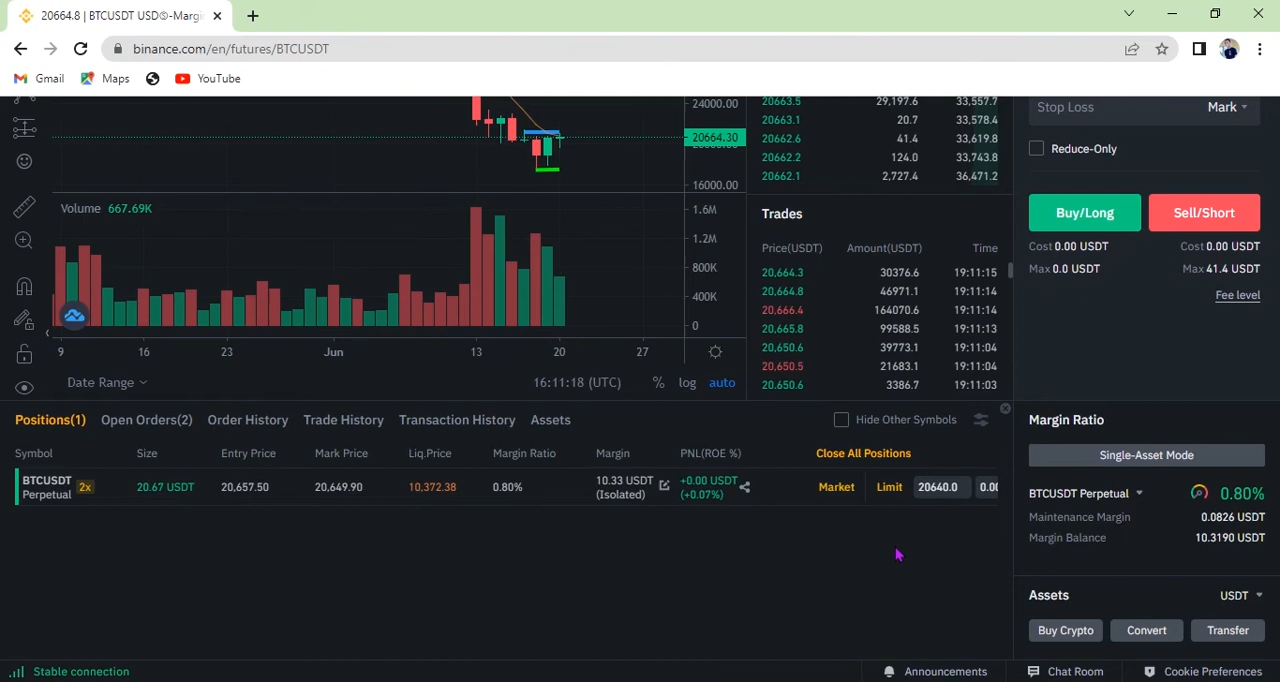 20664.8 | BTCUSDT USD©-Margi
binance.com/en/futures/BTCUSDT
Gmail
Maps
YouTube
24000.00
20664.30
16000.00
Volume 667.69K
1.6M
1.2M
800K
400K
0
9 16 23 Jun 13 20 27
Date Range
16:11:18 (UTC) % log auto
20663.5 29,197.6 33,557.7
20663.1 20.7 33,578.4
20662.6 41.4 33,619.8
20662.2 124.0 33,743.8
20662.1 2,727.4 36,471.2
Trades
Price(USDT) Amount(USDT) Time
20,664.3 30376.6 19:11:15
20,664.8 46971.1 19:11:14
20,666.4 164070.6 19:11:14
20,665.8 99588.5 19:11:13
20,650.6 39773.1 19:11:04
20,650.5 21683.1 19:11:04
20,650.6 3386.7 19:11:03
Stop Loss Mark
Reduce-Only
Buy/Long Sell/Short
Cost 0.00 USDT Cost 0.00 USDT
Max 0.0 USDT Max 41.4 USDT
Fee level
Positions(1) Open Orders(2) Order History Trade History Transaction History Assets
Hide Other Symbols
Symbol Size Entry Price Mark Price Liq.Price Margin Ratio Margin PNL(ROE %) Close All Positions
BTCUSDT 2x 20.67 USDT 20,657.50 20,649.90 10,372.38 0.80% 10.33 USDT +0.00 USDT Market Limit 20640.0 0.00
Perpetual (Isolated) (+0.07%)
Margin Ratio
Single-Asset Mode
BTCUSDT Perpetual 0.80%
Maintenance Margin 0.0826 USDT
Margin Balance 10.3190 USDT
Assets USDT
Buy Crypto Convert Transfer
Stable connection
Announcements Chat Room Cookie Preferences